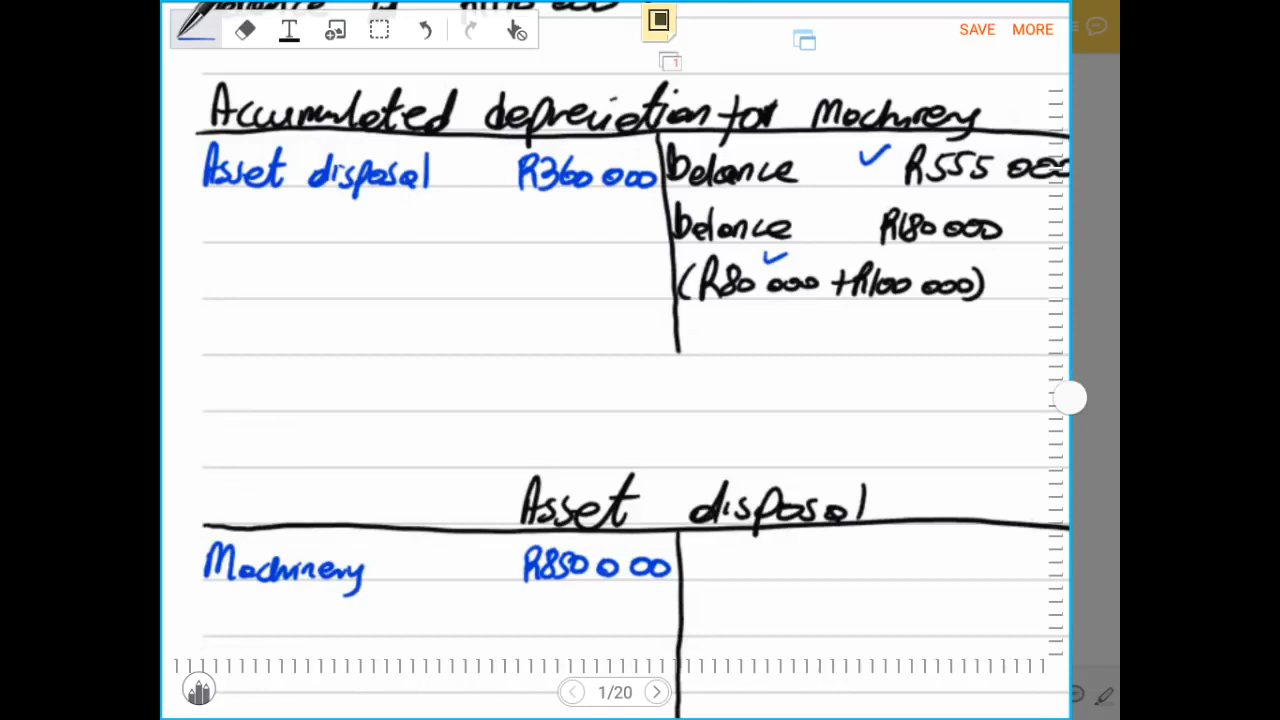 SAVE MORE
1
Accumulated depreciation for Machinery
Asset disposal R360 000 balance R555 000
balance R180 000
(R80 000 + R100 000)
Asset disposal
Machinery R850 000
1/20